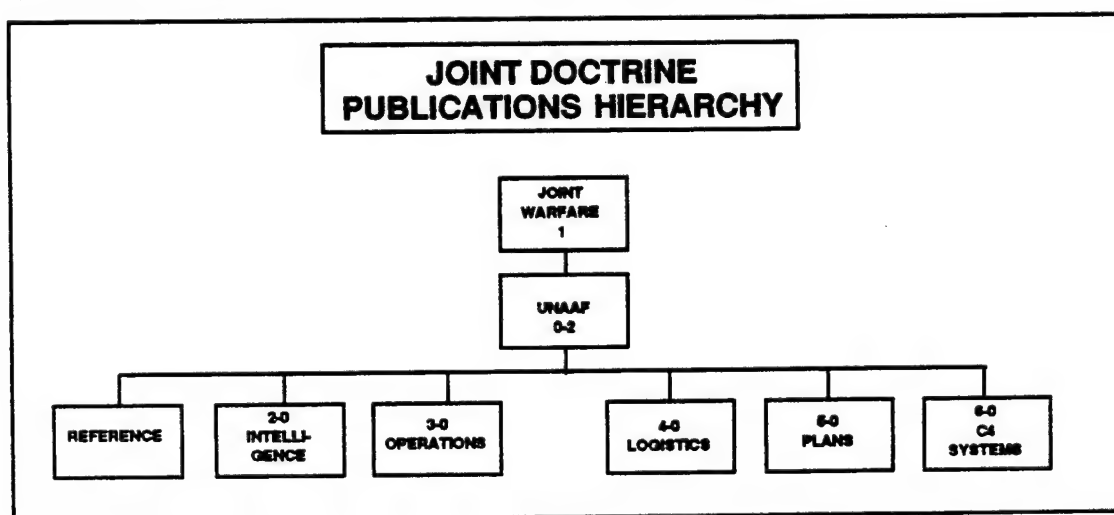 JOINT DOCTRINE
PUBLICATIONS HIERARCHY
JOINT
WARFARE
1
UNAAF
0-2
REFERENCE
2-0
INTELLI-
GENCE
3-0
OPERATIONS
4-0
LOGISTICS
5-0
PLANS
6-0
C4
SYSTEMS